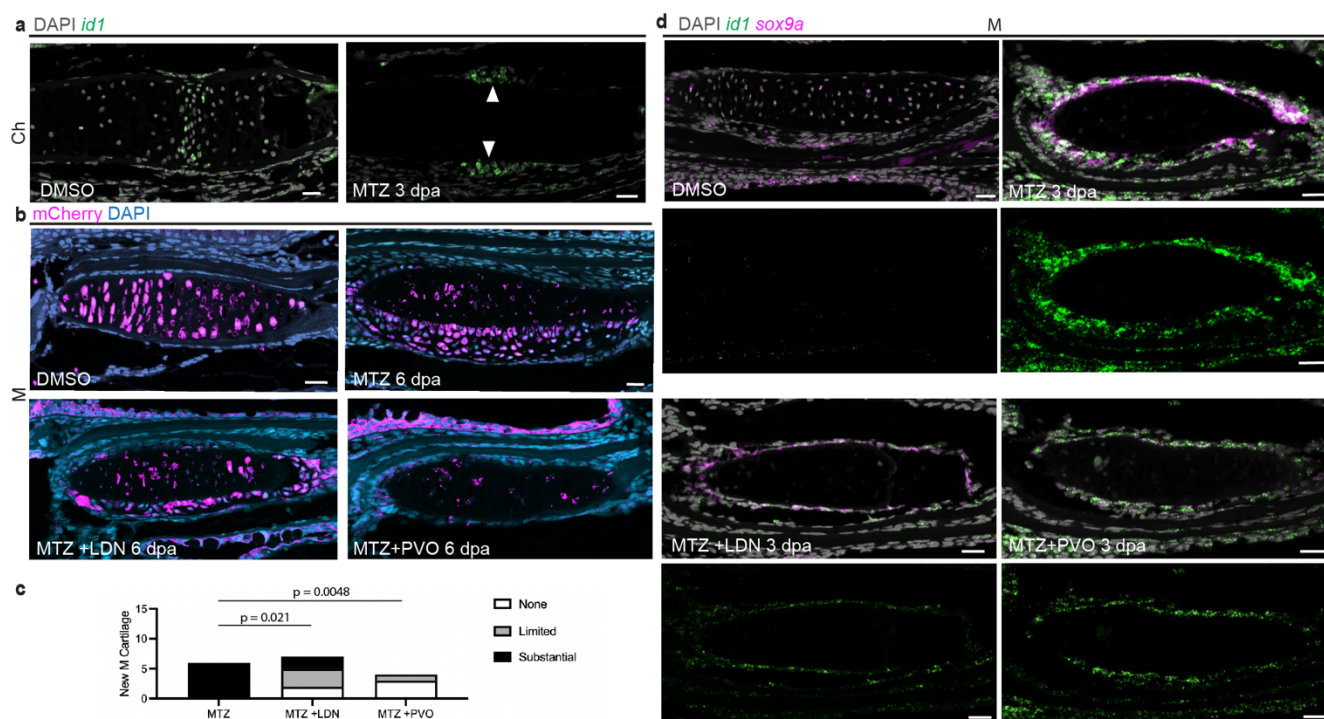 a
DAPI id1
Ch
DMSO
MTZ 3 dpa
b
mCherry DAPI
M
DMSO
MTZ 6 dpa
MTZ +LDN 6 dpa
MTZ+PVO 6 dpa
c
p = 0.0048
p = 0.021
New M Cartilage
15
10
5
0
MTZ
MTZ +LDN
MTZ +PVO
None
Limited
Substantial
d
DAPI id1 sox9a
M
DMSO
MTZ 3 dpa
MTZ +LDN 3 dpa
MTZ+PVO 3 dpa